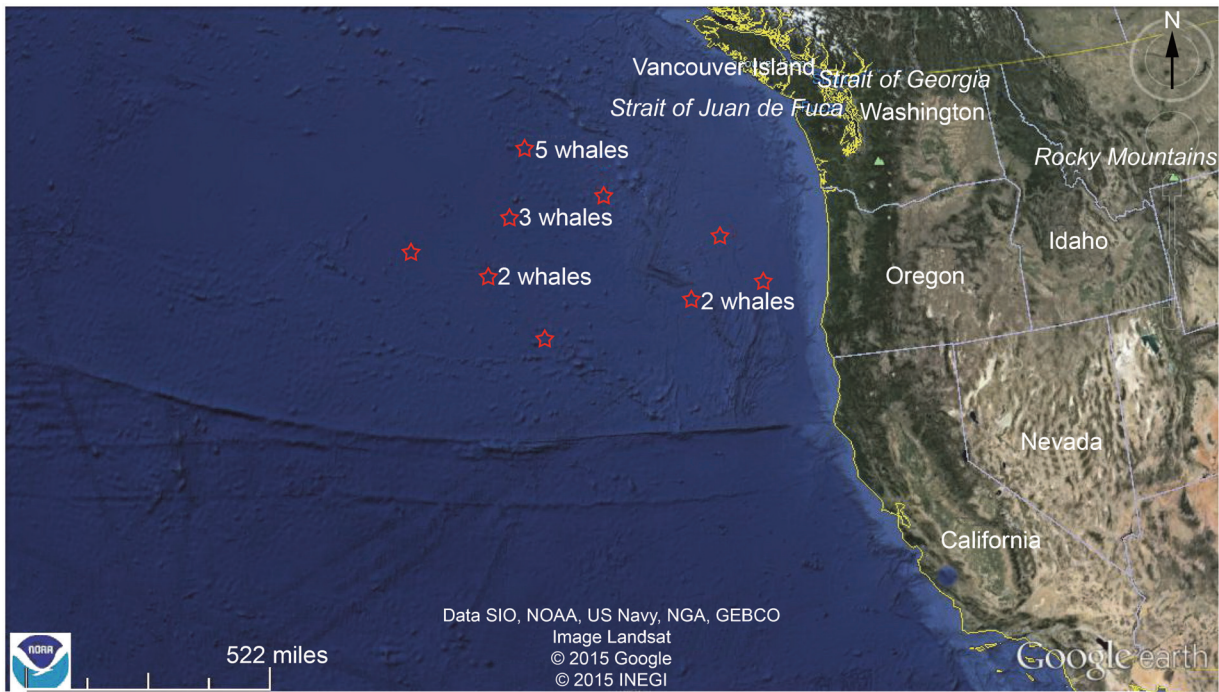 N
Vancouver Island
Strait of Georgia
Strait of Juan de Fuca
Washington
5 whales
Rocky Mountains
3 whales
Idaho
2 whales
Oregon
2 whales
Nevada
California
Data SIO, NOAA, US Navy, NGA, GEBCO
Image Landsat
© 2015 Google
© 2015 INEGI
NOAA
522 miles
Google earth